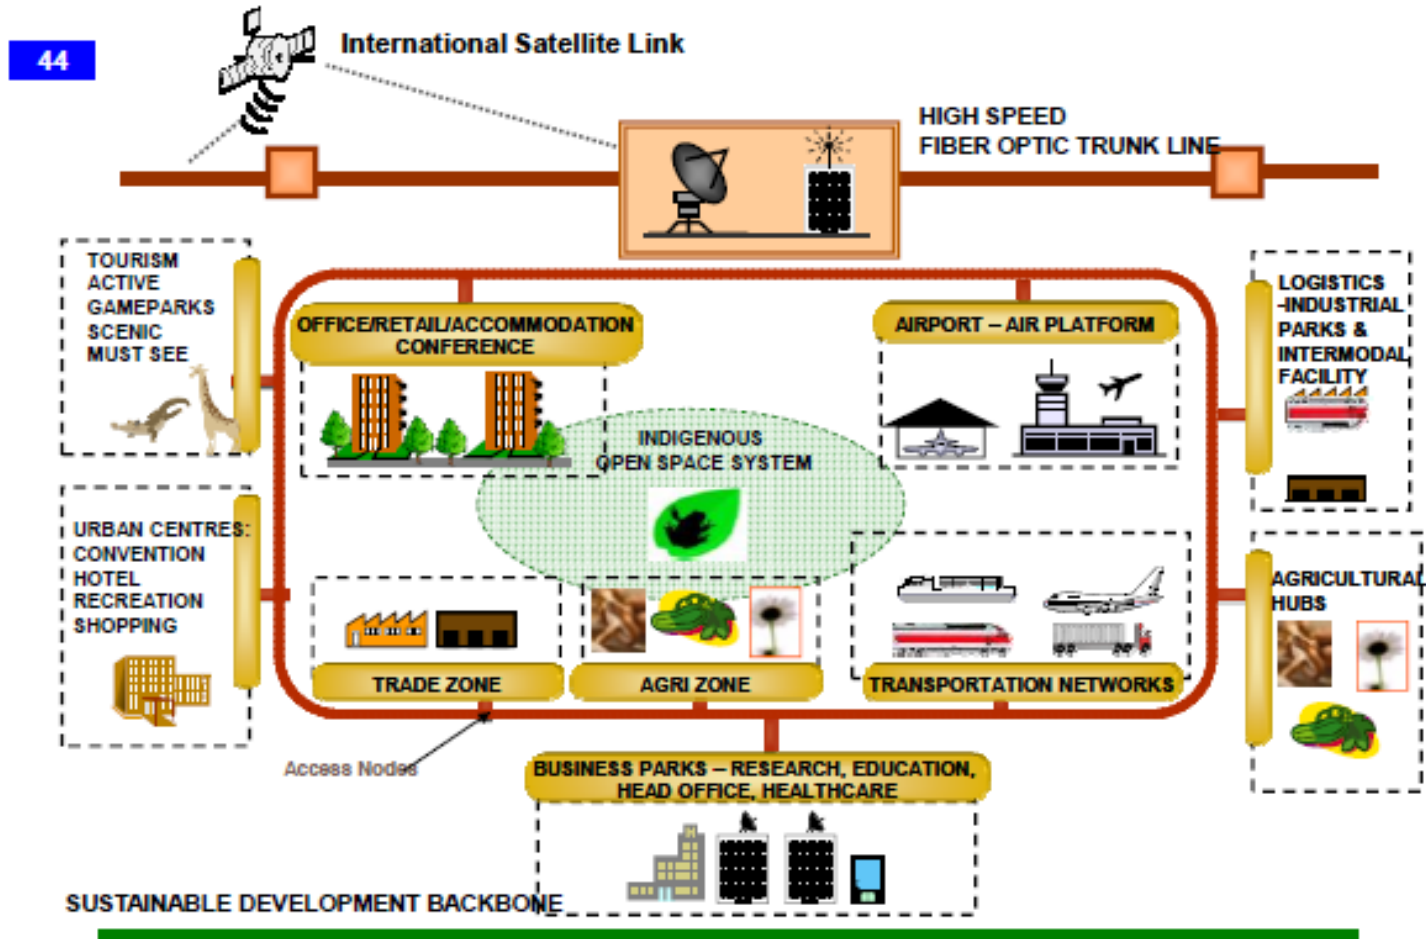 44
International Satellite Link
HIGH SPEED
FIBER OPTIC TRUNK LINE
TOURISM
ACTIVE
GAMEPARKS
SCENIC
MUST SEE
OFFICE/RETAIL/ACCOMMODATION
CONFERENCE
AIRPORT – AIR PLATFORM
LOGISTICS
-INDUSTRIAL
PARKS &
INTERMODAL
FACILITY
INDIGENOUS
OPEN SPACE SYSTEM
URBAN CENTRES:
CONVENTION
HOTEL
RECREATION
SHOPPING
AGRICULTURAL
HUBS
TRADE ZONE
AGRI ZONE
TRANSPORTATION NETWORKS
Access Nodes
BUSINESS PARKS – RESEARCH, EDUCATION,
HEAD OFFICE, HEALTHCARE
H
SUSTAINABLE DEVELOPMENT BACKBONE